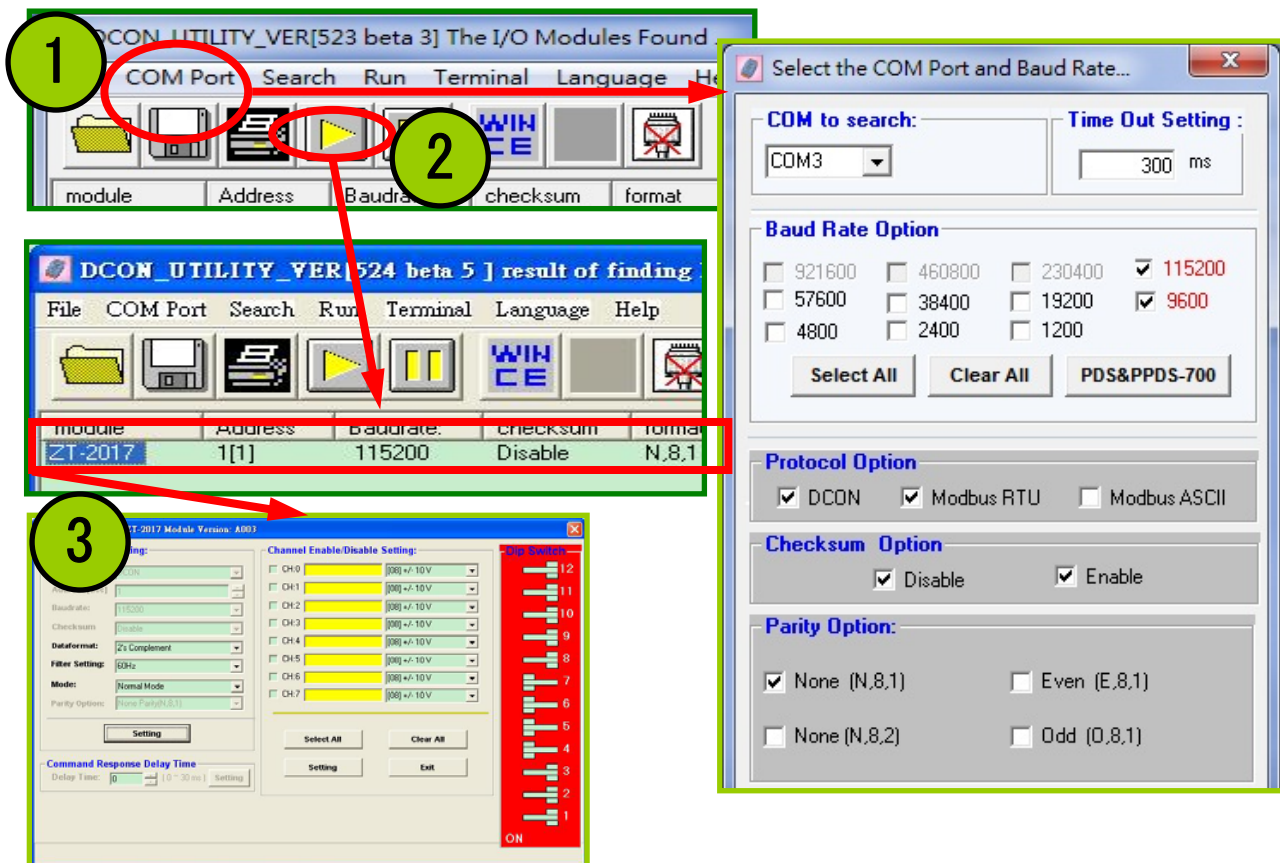 1
DCON_UTILITY_VER[523 beta 3] The I/O Modules Found
COM Port Search Run Terminal Language
2
WIN
CE
module Address checksum format
Select the COM Port and Baud Rate...
COM to search:
COM3
Time Out Setting :
300 ms
Baud Rate Option
921600 460800 230400 115200
57600 38400 19200 9600
4800 2400 1200
Select All Clear All PDS&PPDS-700
Protocol Option
DCON Modbus RTU Modbus ASCII
Checksum Option
Disable Enable
Parity Option:
None (N,8,1) Even (E,8,1)
None (N,8,2) Odd (O,8,1)
DCON_UTILITY_VER[524 beta 5 ] result of finding
File COM Port Search Run Terminal Language Help
WIN
CE
module Address Baudrate: checksum
ZT-2017 1[1] 115200 Disable N,8,1
3
ZT-2017 Module Version: A003
1
Baudrate: 115200
Checksum Disable
Dataformat: 2's Complement
Filter Setting: 60Hz
Mode: Normal Mode
Parity Option: None Parity(N,8,1)
Setting
Command Response Delay Time
Delay Time: 0 ( 0 ~ 30 ms ) Setting
Channel Enable/Disable Setting:
CH:0 [08] +/- 10 V
CH:1 [08] +/- 10 V
CH:2 [08] +/- 10 V
CH:3 [08] +/- 10 V
CH:4 [08] +/- 10 V
CH:5 [08] +/- 10 V
CH:6 [08] +/- 10 V
CH:7 [08] +/- 10 V
Select All Clear All
Setting Exit
Dip Switch
12
11
10
9
8
7
6
5
4
3
2
1
ON